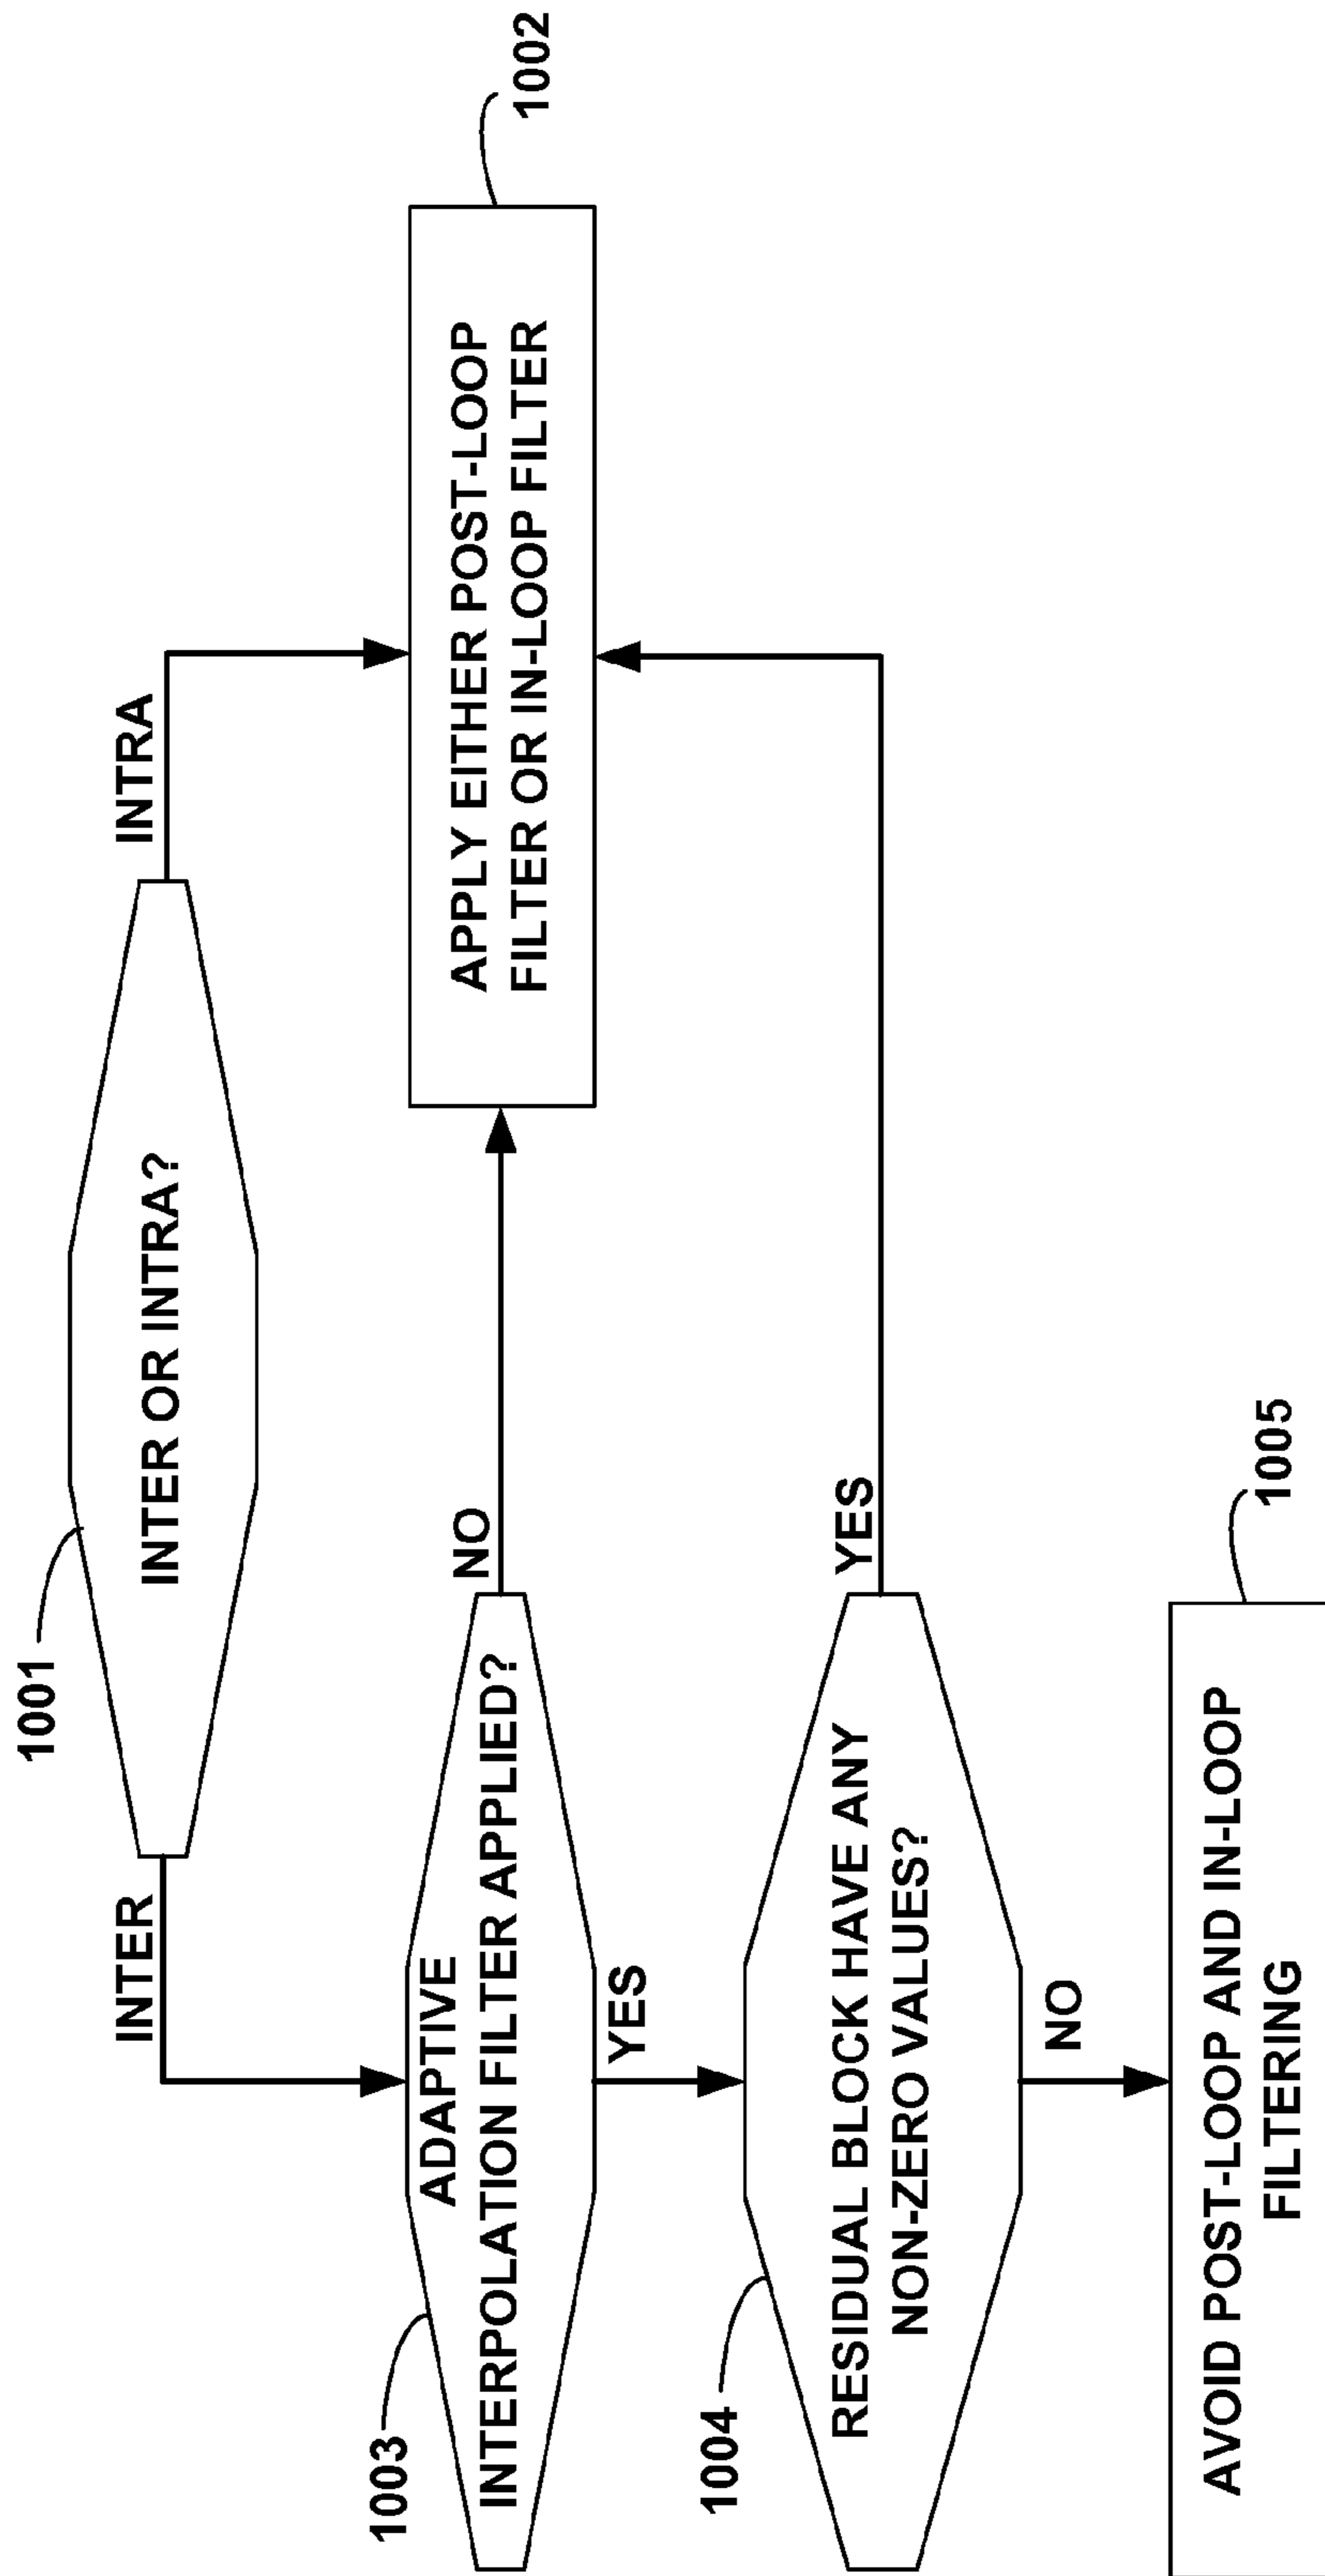 1001
INTER OR INTRA?
INTER
INTRA
1003
ADAPTIVE
INTERPOLATION FILTER APPLIED?
NO
YES
APPLY EITHER POST-LOOP
FILTER OR IN-LOOP FILTER
1002
1004
RESIDUAL BLOCK HAVE ANY
NON-ZERO VALUES?
YES
NO
AVOID POST-LOOP AND IN-LOOP
FILTERING
1005